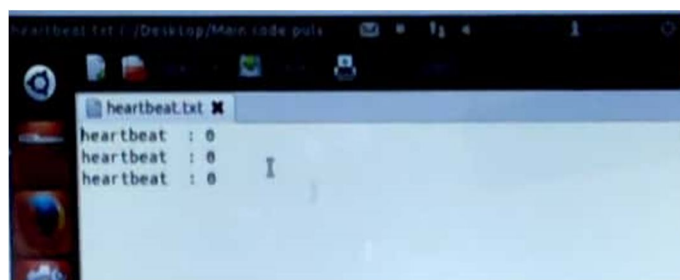 heartbeat.txt (~/Desktop/Main code puls
heartbeat.txt ✖
heartbeat : 0
heartbeat : 0
heartbeat : 0